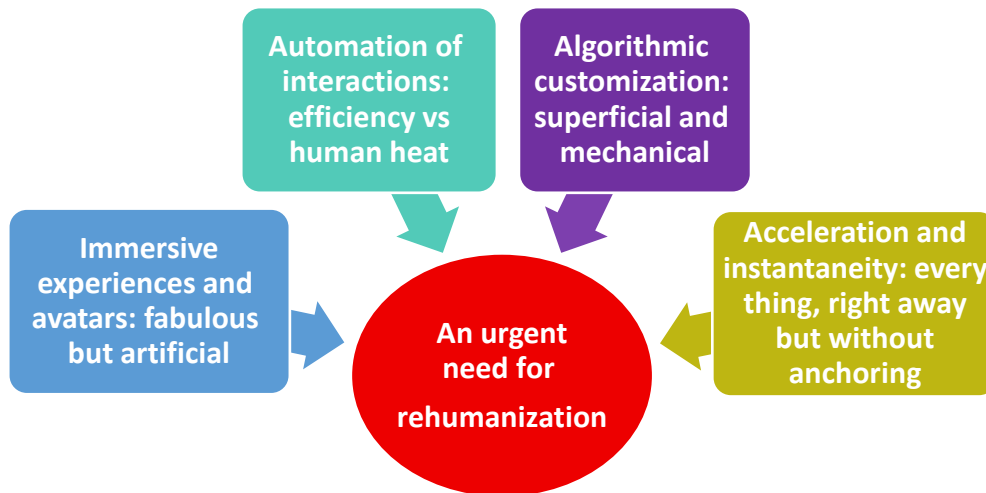 Automation of
interactions:
efficiency vs
human heat
Algorithmic
customization:
superficial and
mechanical
Immersive
experiences and
avatars: fabulous
but artificial
Acceleration and
instantaneity: every
thing, right away
but without
anchoring
An urgent
need for
rehumanization